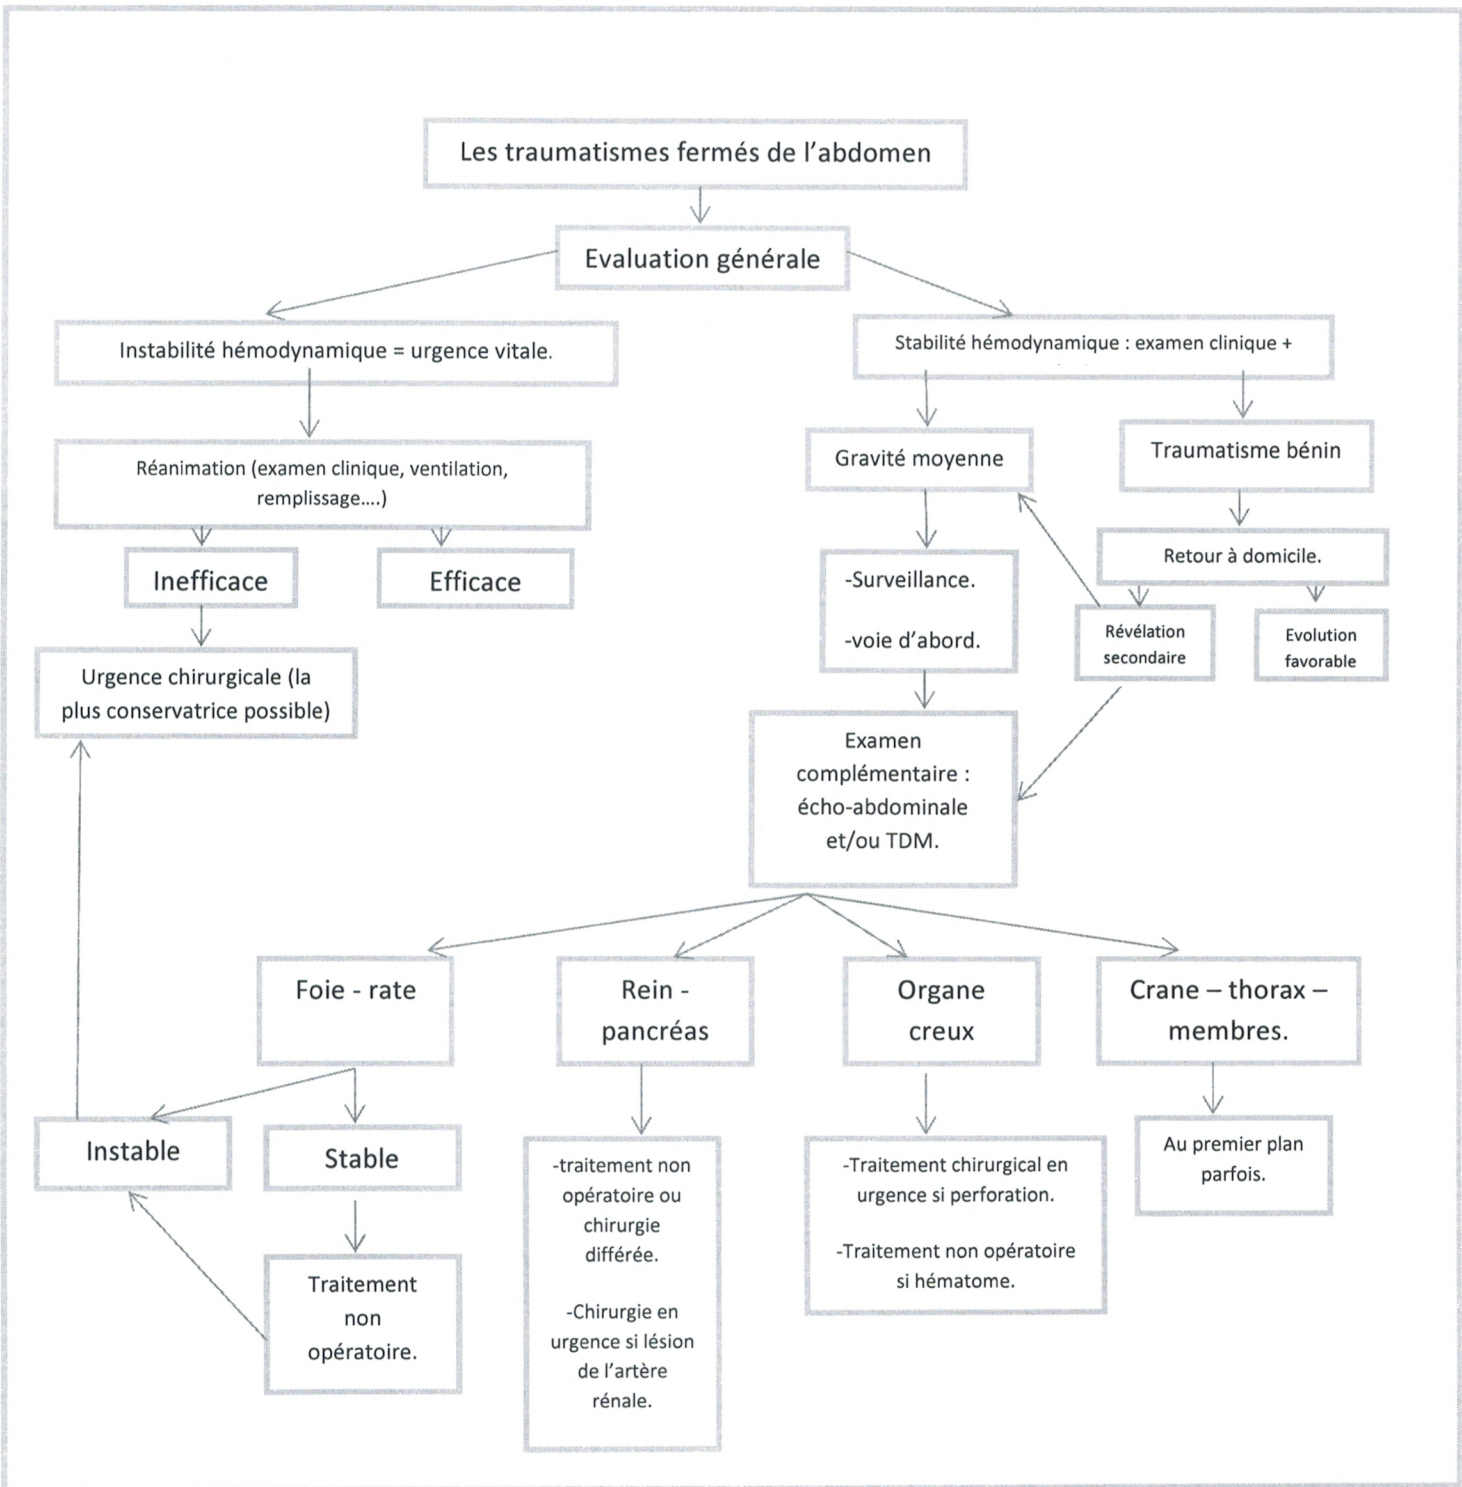 Les traumatismes fermés de l’abdomen
Evaluation générale
Instabilité hémodynamique = urgence vitale.
Stabilité hémodynamique : examen clinique +
Réanimation (examen clinique, ventilation,
remplissage….)
Gravité moyenne
Traumatisme bénin
Inefficace
Efficace
-Surveillance.
-voie d’abord.
Retour à domicile.
Révélation
secondaire
Evolution
favorable
Urgence chirurgicale (la
plus conservatrice possible)
Examen
complémentaire :
écho-abdominale
et/ou TDM.
Foie - rate
Rein -
pancréas
Organe
creux
Crane – thorax –
membres.
Instable
Stable
-traitement non
opératoire ou
chirurgie
différée.
-Chirurgie en
urgence si lésion
de l’artère
rénale.
-Traitement chirurgical en
urgence si perforation.
-Traitement non opératoire
si hématome.
Au premier plan
parfois.
Traitement
non
opératoire.